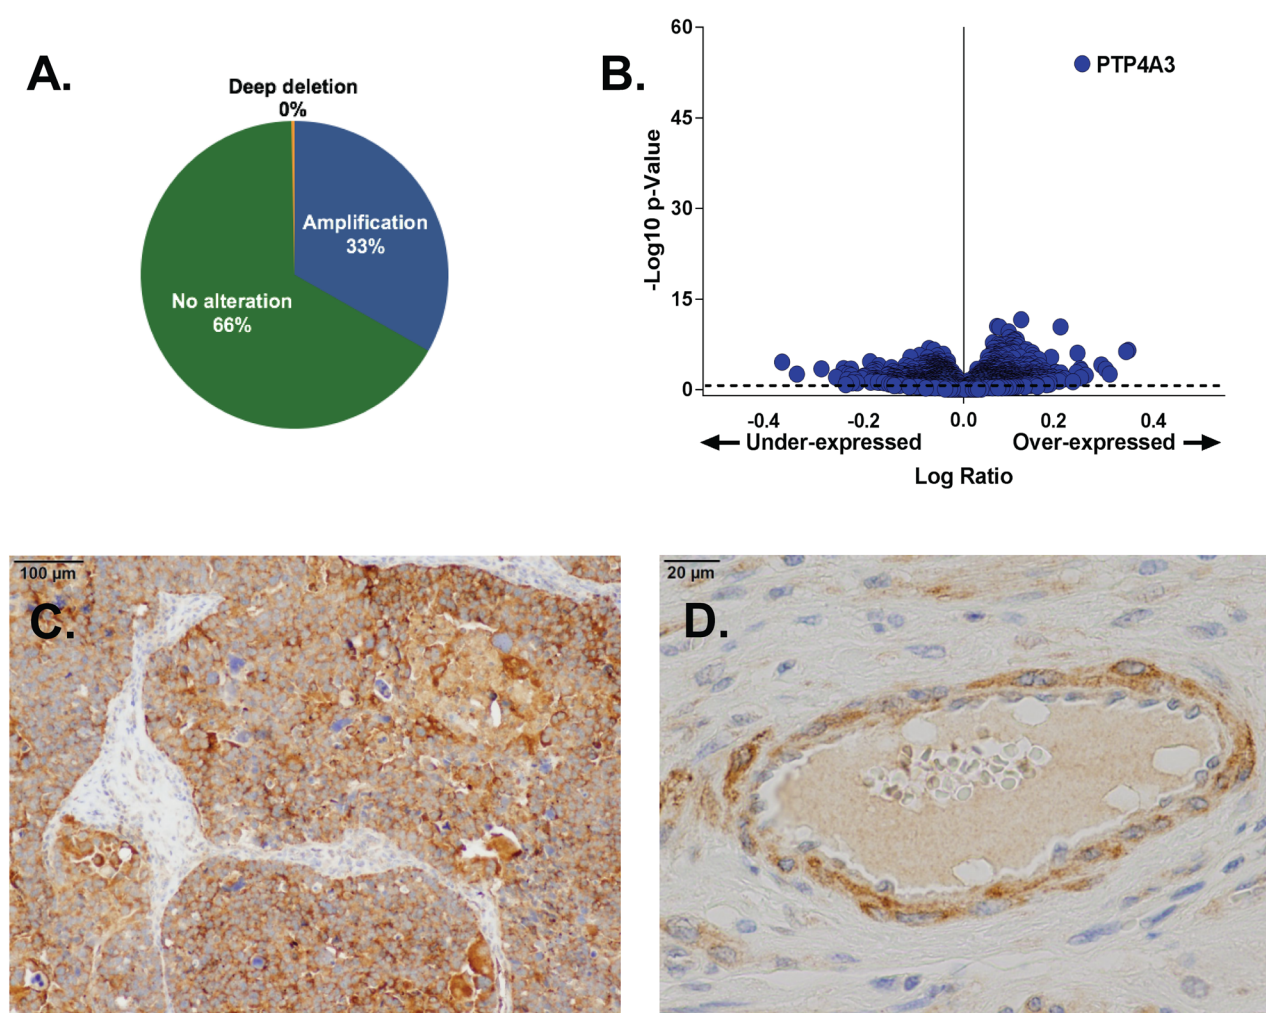 A.
Deep deletion
0%
Amplification
33%
No alteration
66%
B.
60
45
30
15
0
-Log10 p-Value
PTP4A3
-0.4 -0.2 0.0 0.2 0.4
Under-expressed Over-expressed
Log Ratio
100 µm
C.
20 µm
D.